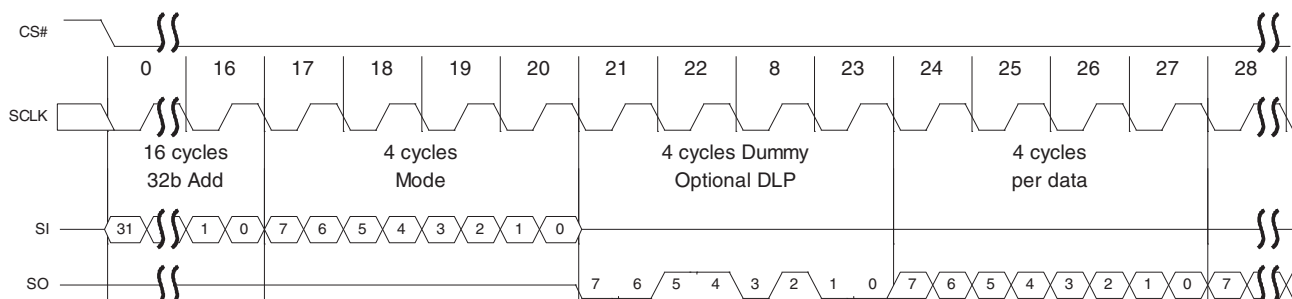 CS#
0 16 17 18 19 20 21 22 8 23 24 25 26 27 28
SCLK
16 cycles 4 cycles 4 cycles Dummy 4 cycles
32b Add Mode Optional DLP per data
SI 31 1 0 7 6 5 4 3 2 1 0
SO 7 6 5 4 3 2 1 0 7 6 5 4 3 2 1 0 7